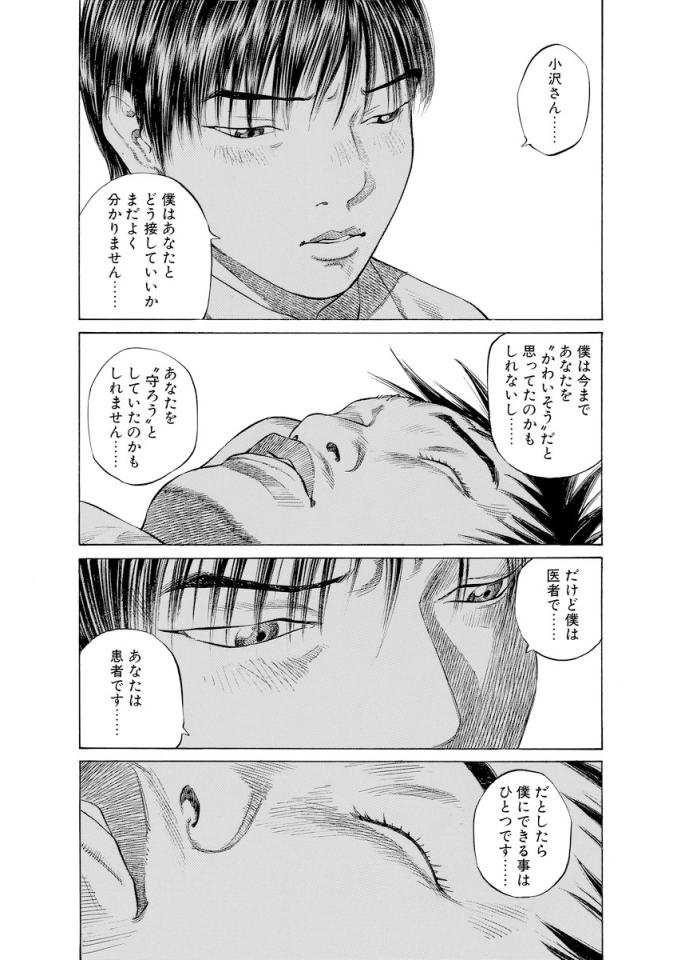 小沢さん……
僕はあなたと
どう接していいか
まだよく
分かりません……
僕は今まで
あなたを
〝かわいそう〟だと
思ってたのかも
しれないし……
あなたを
〝守ろう〟と
していたのかも
しれません……
だけど僕は
医者で……
あなたは
患者です……
だとしたら
僕にできる事は
ひとつです……